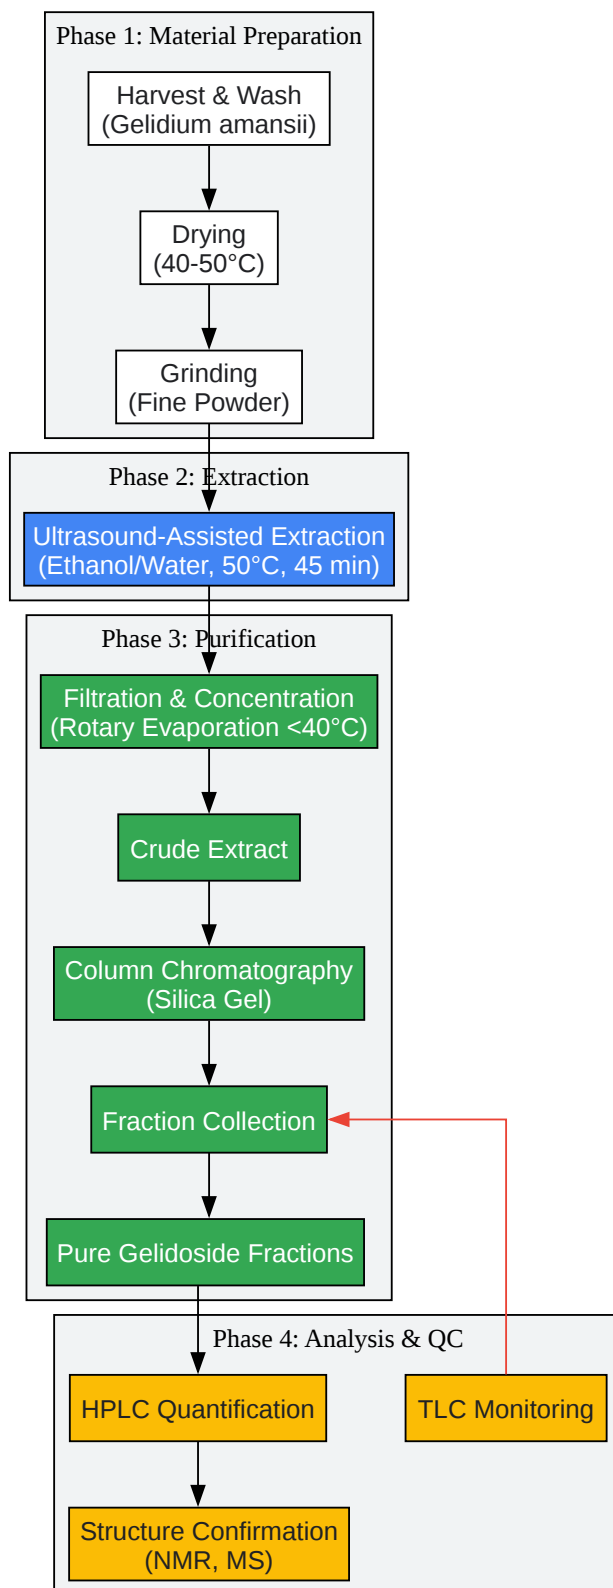 Phase 1: Material Preparation
Harvest & Wash
(Gelidium amansii)
Drying
(40-50°C)
Grinding
(Fine Powder)
Phase 2: Extraction
Ultrasound-Assisted Extraction
(Ethanol/Water, 50°C, 45 min)
Phase 3: Purification
Filtration & Concentration
(Rotary Evaporation <40°C)
Crude Extract
Column Chromatography
(Silica Gel)
Fraction Collection
Pure Gelidoside Fractions
Phase 4: Analysis & QC
HPLC Quantification
TLC Monitoring
Structure Confirmation
(NMR, MS)